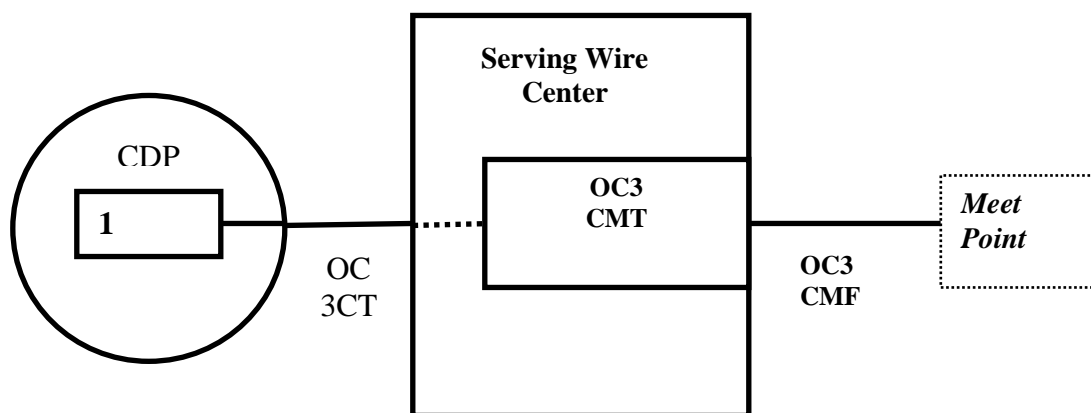 Serving Wire
Center
CDP
1
OC
3CT
OC3
CMT
OC3
CMF
Meet
Point